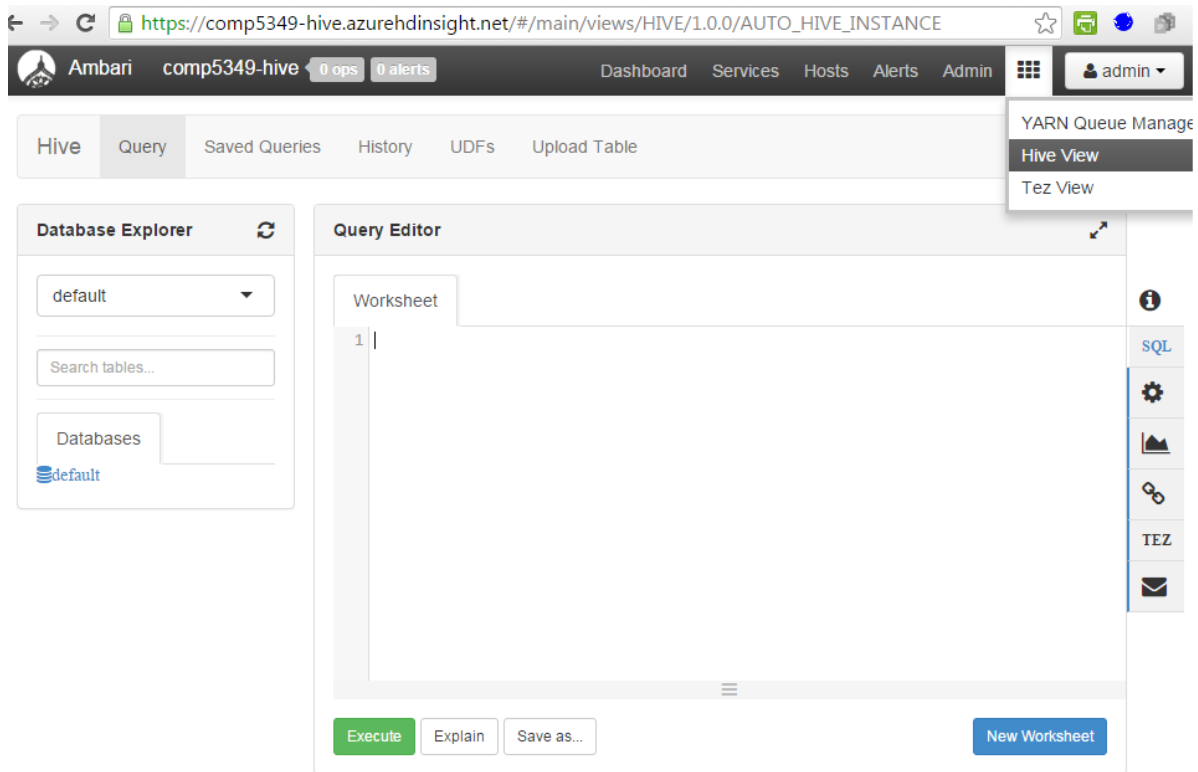 https://comp5349-hive.azurehdinsight.net/#/main/views/HIVE/1.0.0/AUTO_HIVE_INSTANCE
Ambari comp5349-hive 0 ops 0 alerts Dashboard Services Hosts Alerts Admin admin
YARN Queue Manage
Hive View
Tez View
Hive Query Saved Queries History UDFs Upload Table
Database Explorer
default
Search tables...
Databases
default
Query Editor
Worksheet
1
SQL
TEZ
Execute Explain Save as... New Worksheet